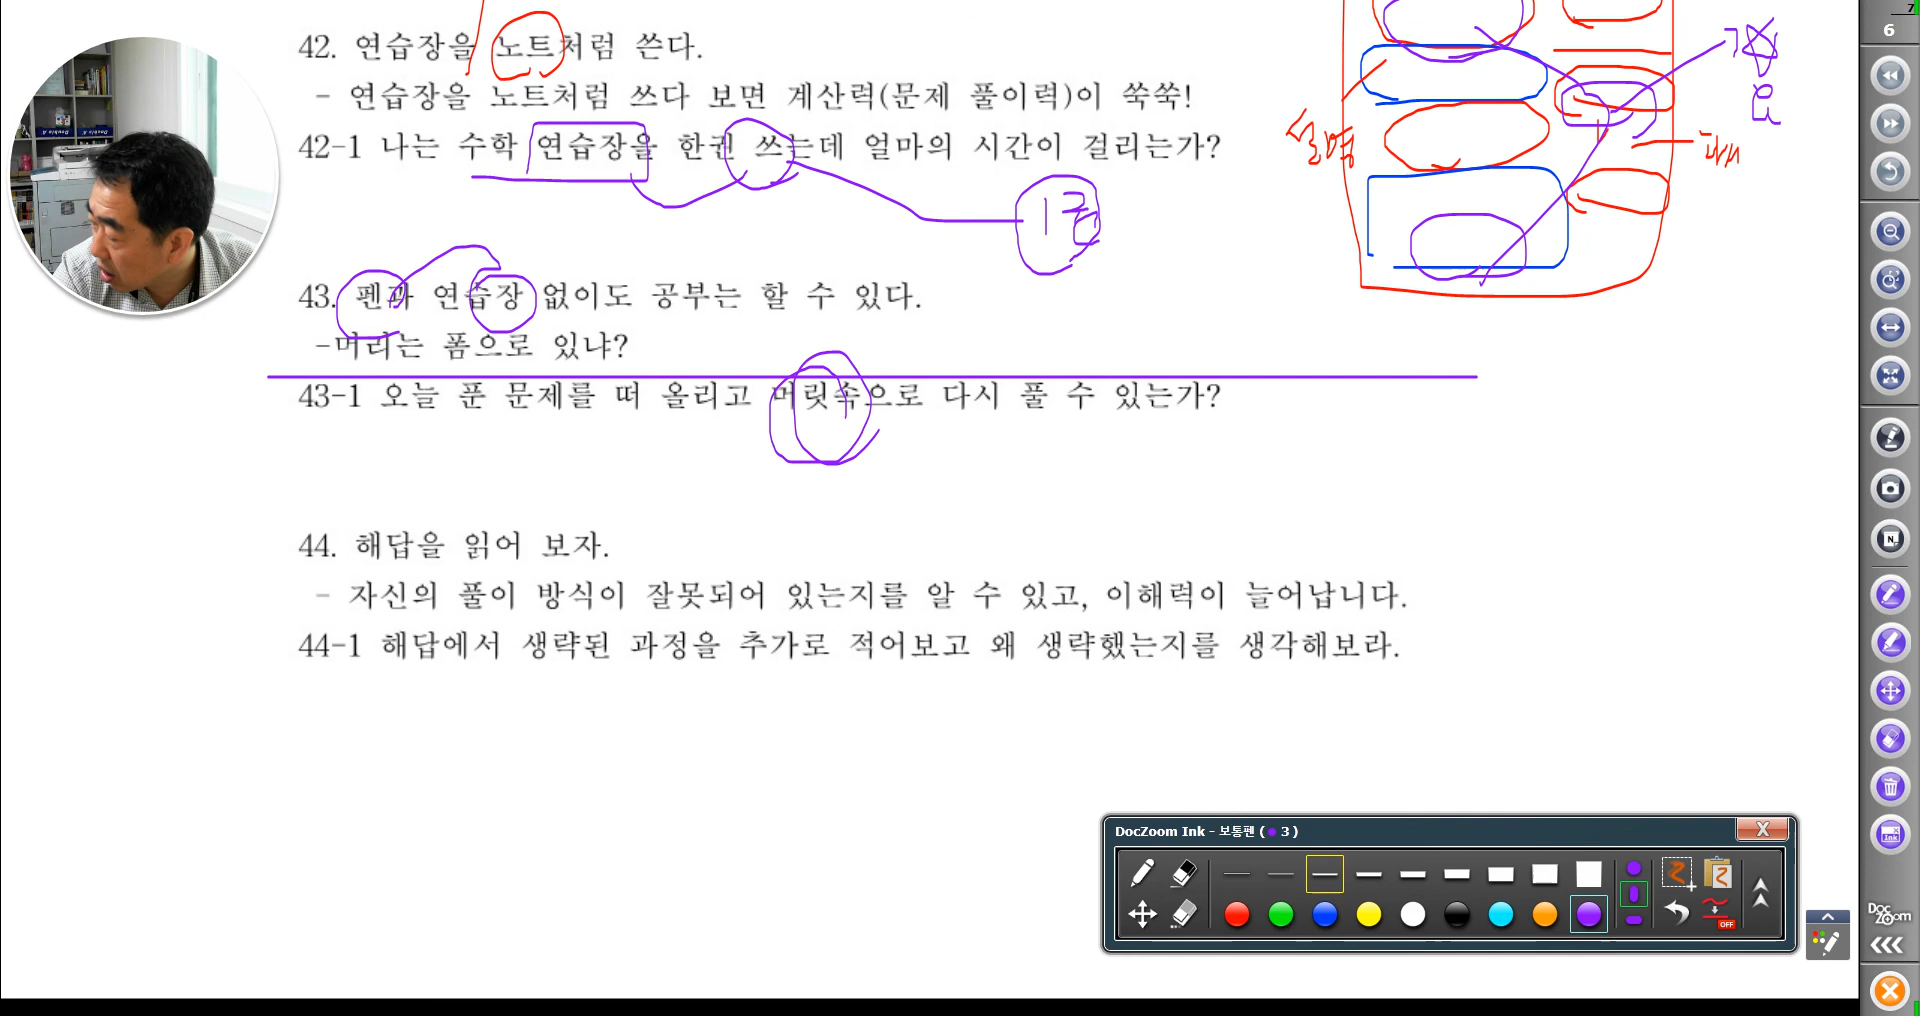 7
6
42. 연습장을 노트처럼 쓴다.
- 연습장을 노트처럼 쓰다 보면 계산력(문제 풀이력)이 쑥쑥!
42-1 나는 수학 연습장을 한권 쓰는데 얼마의 시간이 걸리는가?
43. 펜과 연습장 없이도 공부는 할 수 있다.
-머리는 폼으로 있냐?
43-1 오늘 푼 문제를 떠 올리고 머릿속으로 다시 풀 수 있는가?
44. 해답을 읽어 보자.
- 자신의 풀이 방식이 잘못되어 있는지를 알 수 있고, 이해력이 늘어납니다.
44-1 해답에서 생략된 과정을 추가로 적어보고 왜 생략했는지를 생각해보라.
DocZoom Ink - 보통펜 ( 3 )
OFF
Doc Zoom